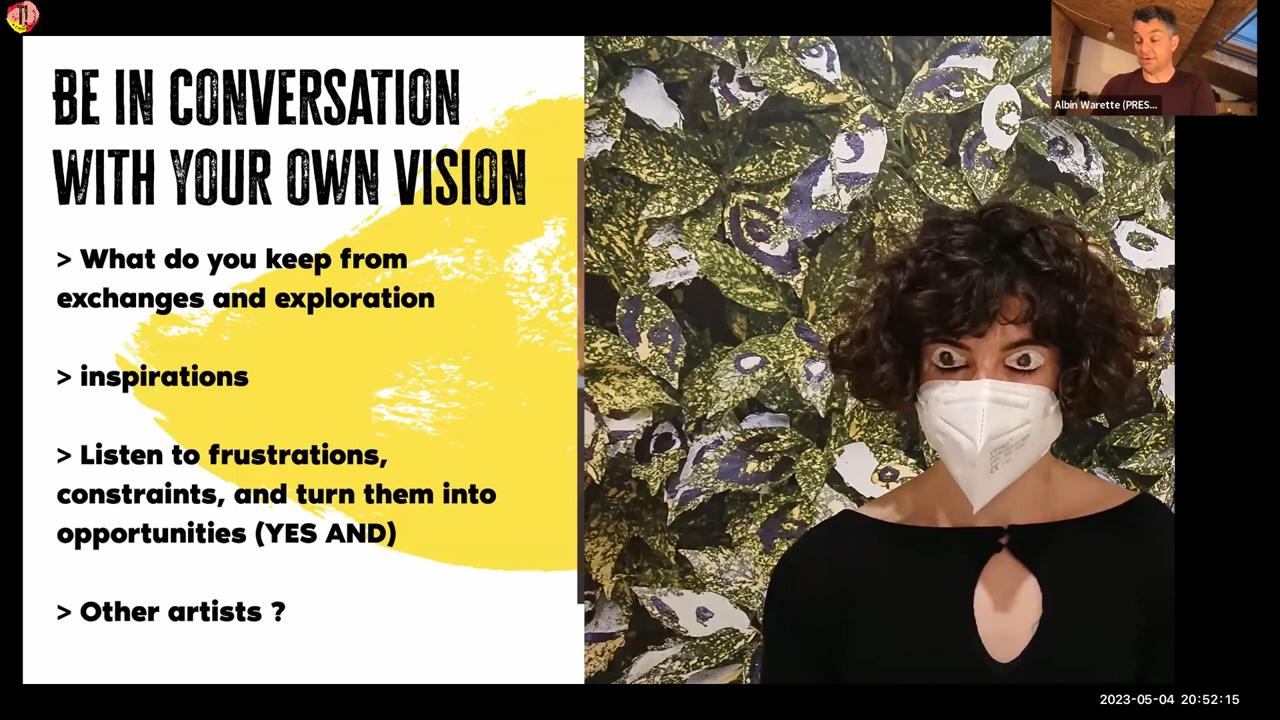 BE IN CONVERSATION
WITH YOUR OWN VISION
> What do you keep from
exchanges and exploration
> inspirations
> Listen to frustrations,
constraints, and turn them into
opportunities (YES AND)
> Other artists ?
Albin Warette (PRES...
2023-05-04 20:52:15